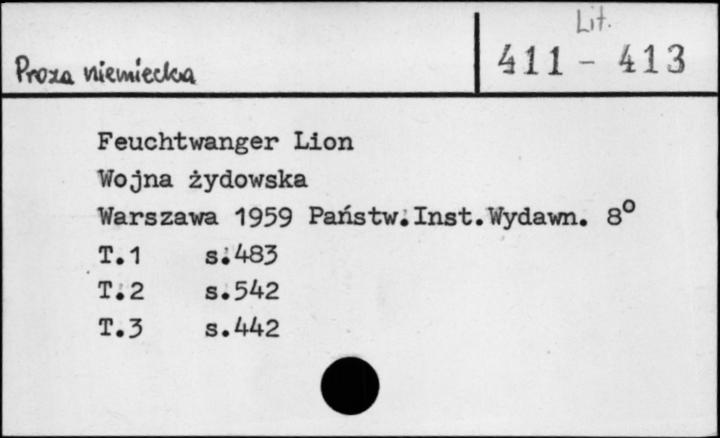 Lit.
Proza niemiecka
411 - 413
Feuchtwanger Lion
Wojna żydowska
Warszawa 1959 Państw.Inst.Wydawn. 8°
T.1 s.483
T.2 s.542
T.3 s.442